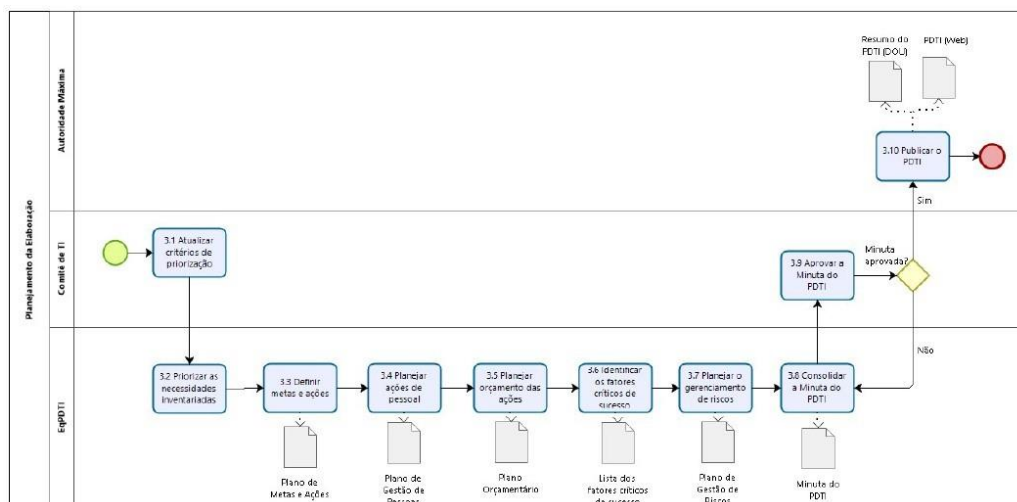 Planejamento da Elaboração
Autoridade Máxima
Resumo do
PDTI (DOU)
PDTI (Web)
3.10 Publicar o
PDTI
Sim
Comitê de TI
3.1 Atualizar
critérios de
priorização
3.9 Aprovar a
Minuta do
PDTI
Minuta
aprovada?
Não
EqPDTI
3.2 Priorizar as
necessidades
inventariadas
3.3 Definir
metas e ações
3.4 Planejar
ações de
pessoal
3.5 Planejar
orçamento das
ações
3.6 Identificar
os fatores
críticos de
sucesso
3.7 Planejar o
gerenciamento
de riscos
3.8 Consolidar
a Minuta do
PDTI
Plano de
Metas e Ações
Plano de
Gestão de
Pessoas
Plano
Orçamentário
Lista dos
fatores críticos
de sucesso
Plano de
Gestão de
Riscos
Minuta do
PDTI